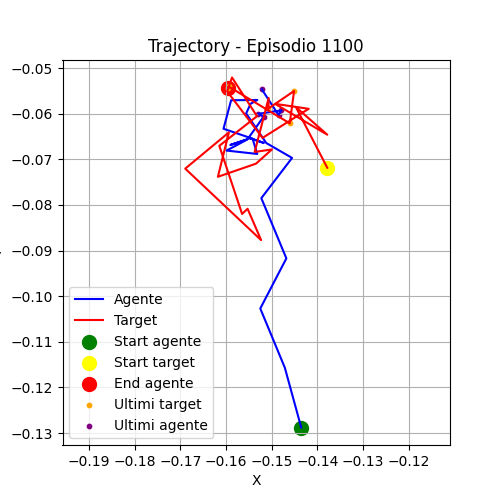 Trajectory - Episodio 1100
−0.05
−0.06
−0.07
−0.08
−0.09
−0.10
−0.11
−0.12
−0.13
Agente
Target
Start agente
Start target
End agente
Ultimi target
Ultimi agente
−0.19 −0.18 −0.17 −0.16 −0.15 −0.14 −0.13 −0.12
X